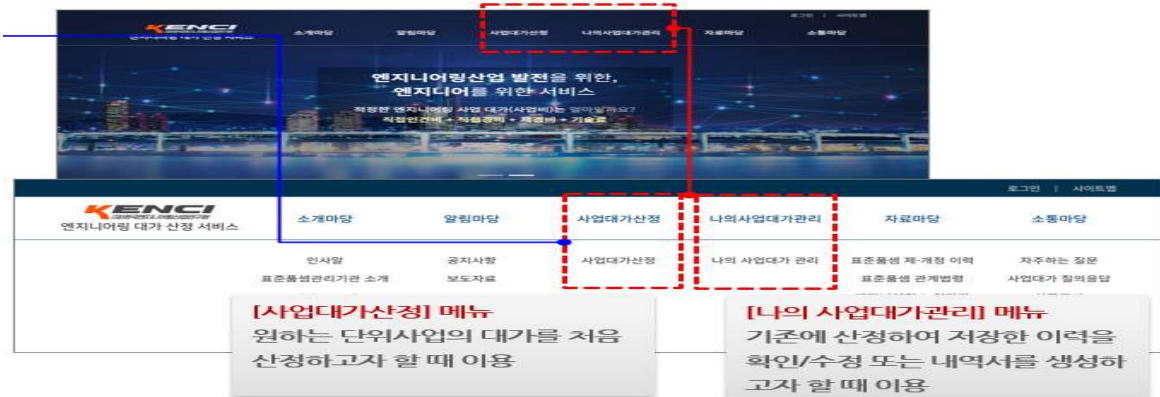 로그인 | 사이트맵
KENCI
엔지니어링 대가 산정 서비스
소개마당 알림마당 사업대가산정 나의사업대가관리 자료마당 소통마당
엔지니어링산업 발전을 위한,
엔지니어를 위한 서비스
적정한 엔지니어링 사업 대가(사업비)는 얼마일까요?
직접인건비 + 직접경비 + 제경비 + 기술료
로그인 | 사이트맵
KENCI
엔지니어링 대가 산정 서비스
소개마당 알림마당 사업대가산정 나의사업대가관리 자료마당 소통마당
인사말 공지사항 사업대가산정 나의 사업대가 관리 표준품셈 제·개정 이력 자주하는 질문
표준품셈관리기관 소개 보도자료 표준품셈 관계법령 사업대가 질의응답
[사업대가산정] 메뉴
원하는 단위사업의 대가를 처음
산정하고자 할 때 이용
[나의 사업대가관리] 메뉴
기존에 산정하여 저장한 이력을
확인/수정 또는 내역서를 생성하
고자 할 때 이용